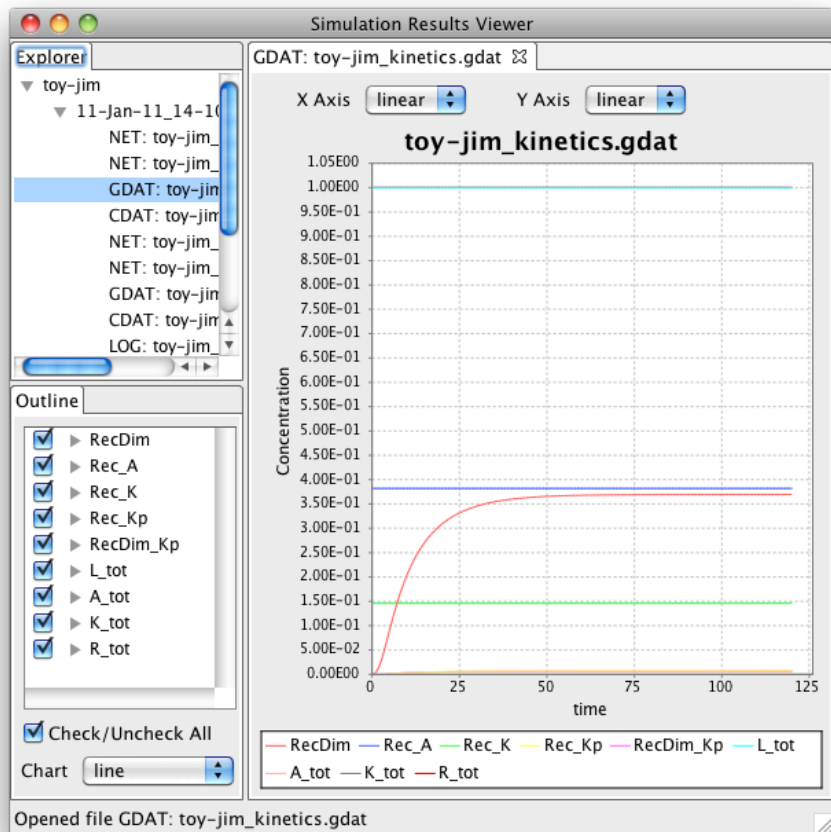 Simulation Results Viewer
Explorer
toy-jim
11-Jan-11_14-10
NET: toy-jim_
NET: toy-jim_
GDAT: toy-jim
CDAT: toy-jim
NET: toy-jim_
NET: toy-jim_
GDAT: toy-jim
CDAT: toy-jim
LOG: toy-jim_
Outline
RecDim
Rec_A
Rec_K
Rec_Kp
RecDim_Kp
L_tot
A_tot
K_tot
R_tot
Check/Uncheck All
Chart line
GDAT: toy-jim_kinetics.gdat
X Axis linear Y Axis linear
toy-jim_kinetics.gdat
1.05E00
1.00E00
9.50E-01
9.00E-01
8.50E-01
8.00E-01
7.50E-01
7.00E-01
6.50E-01
6.00E-01
5.50E-01
5.00E-01
4.50E-01
4.00E-01
3.50E-01
3.00E-01
2.50E-01
2.00E-01
1.50E-01
1.00E-01
5.00E-02
0.00E00
Concentration
0 25 50 75 100 125
time
RecDim Rec_A Rec_K Rec_Kp RecDim_Kp L_tot
A_tot K_tot R_tot
Opened file GDAT: toy-jim_kinetics.gdat